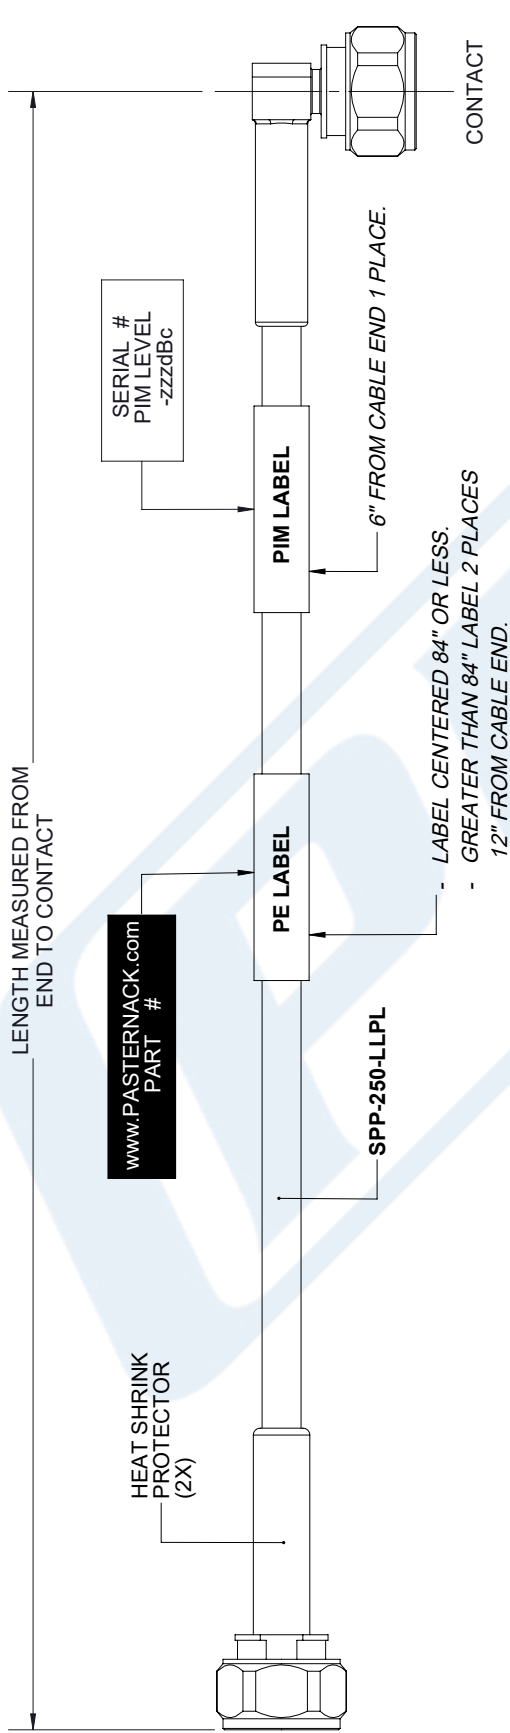 LENGTH MEASURED FROM
END TO CONTACT
HEAT SHRINK
PROTECTOR
(2X)
www.PASTERNACK.com
PART #
SERIAL #
PIM LEVEL
-zzzdBc
PE LABEL
PIM LABEL
SPP-250-LLPL
6" FROM CABLE END 1 PLACE.
CONTACT
- LABEL CENTERED 84" OR LESS.
- GREATER THAN 84" LABEL 2 PLACES
12" FROM CABLE END.